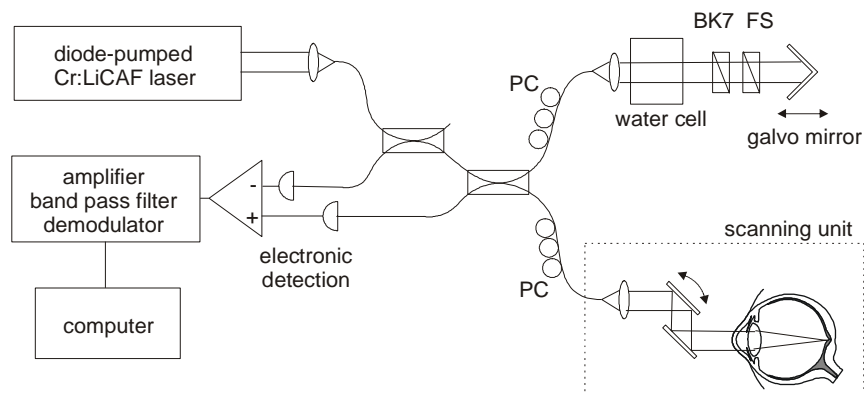 diode-pumped
Cr:LiCAF laser
BK7 FS
PC
water cell
galvo mirror
amplifier
band pass filter
demodulator
-
+
electronic
detection
scanning unit
PC
computer